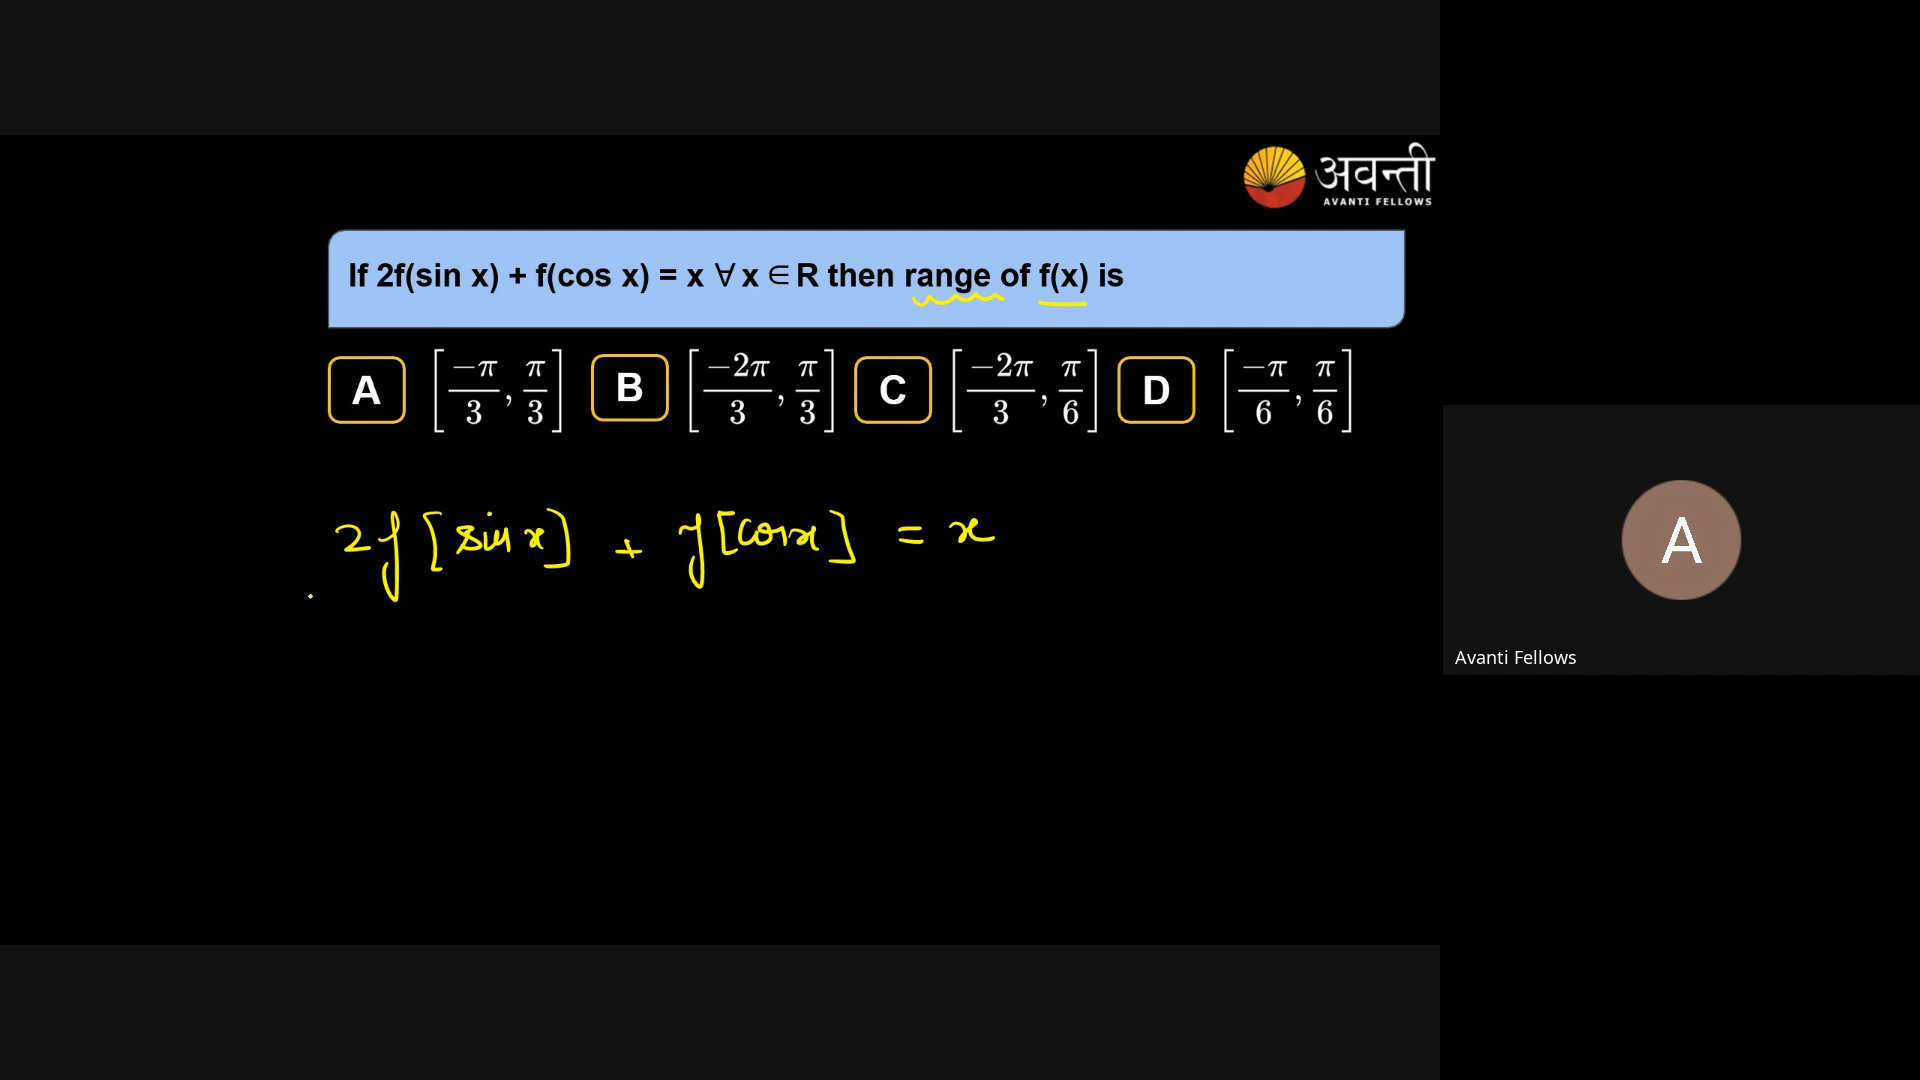 अवन्ती
AVANTI FELLOWS
If 2f(sin x) + f(cos x) = x ∀ x ∈ R then range of f(x) is
A [-π/3, π/3] B [-2π/3, π/3] C [-2π/3, π/6] D [-π/6, π/6]
2f[sin x] + f[cos x] = x
A
Avanti Fellows